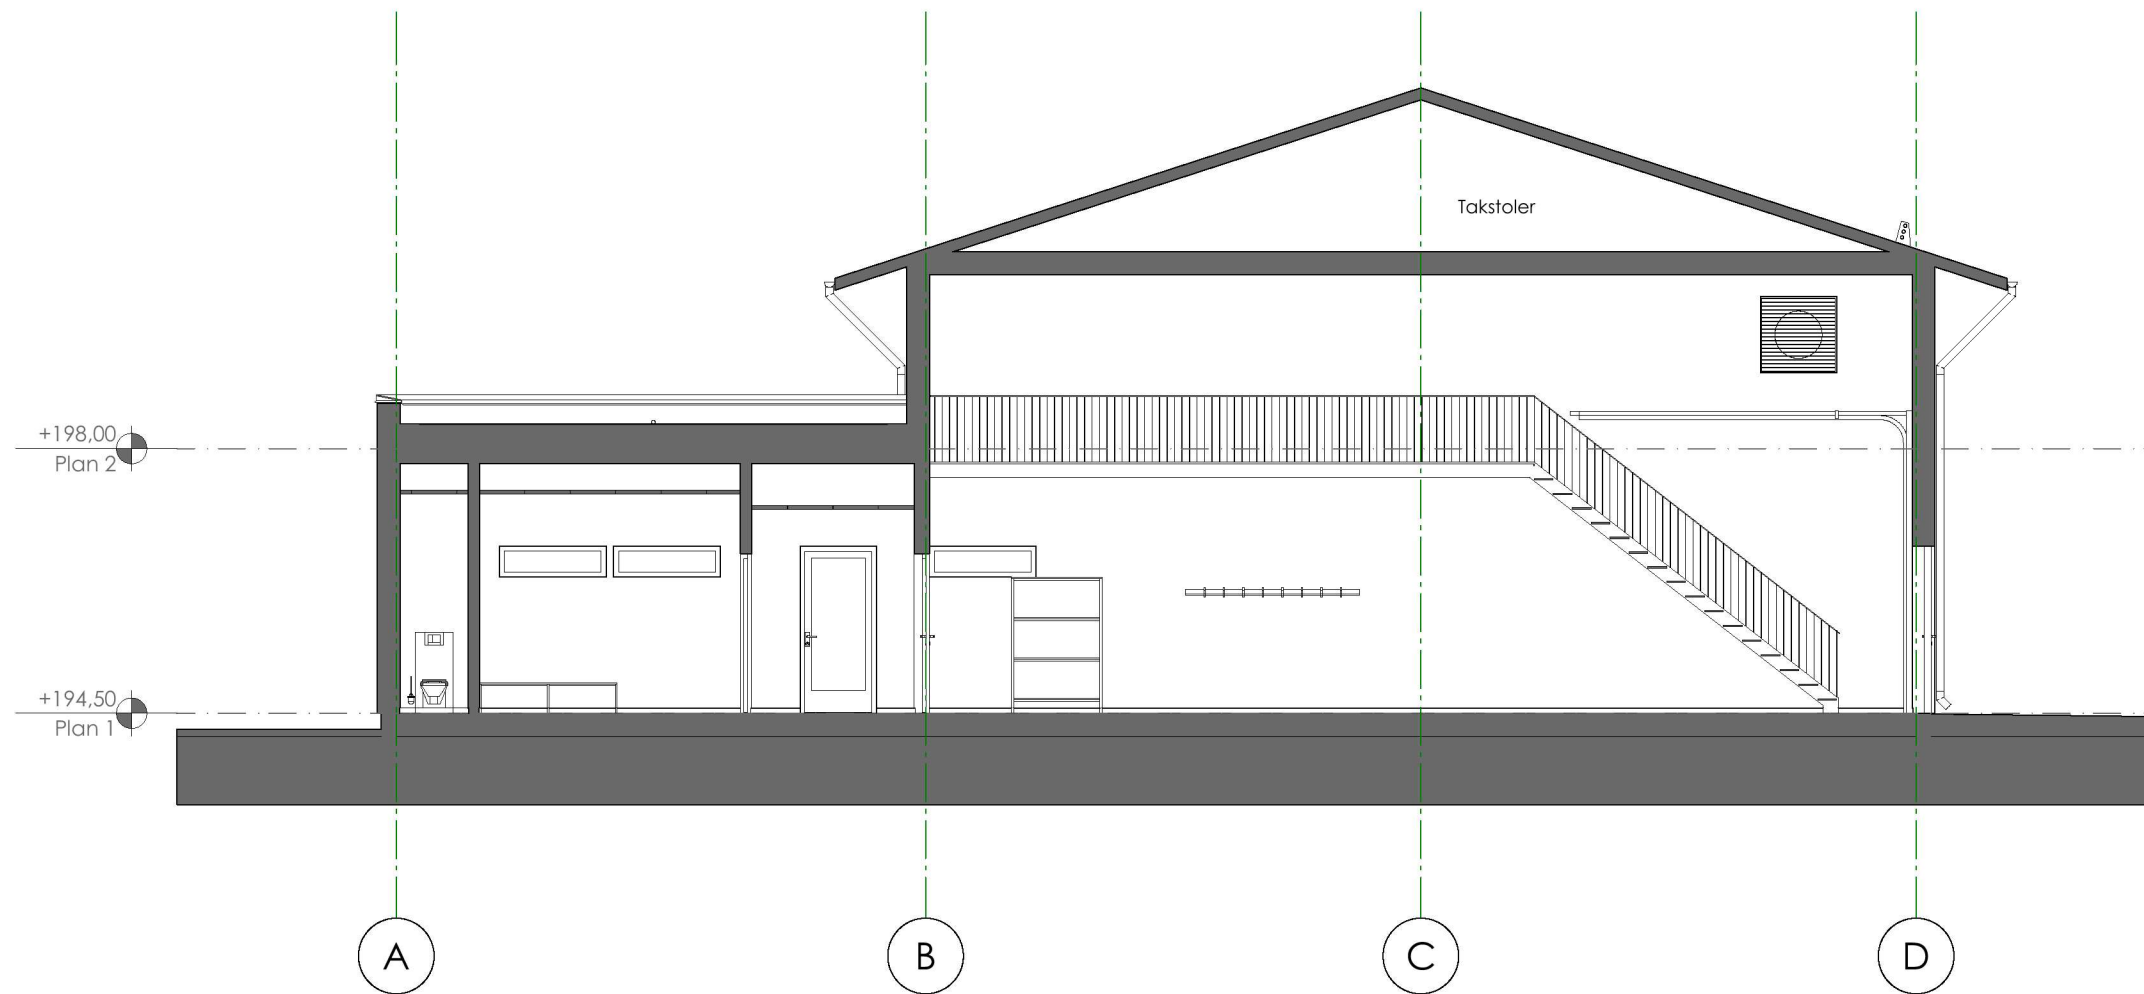 Takstoler
+198,00
Plan 2
+194,50
Plan 1
A
B
C
D